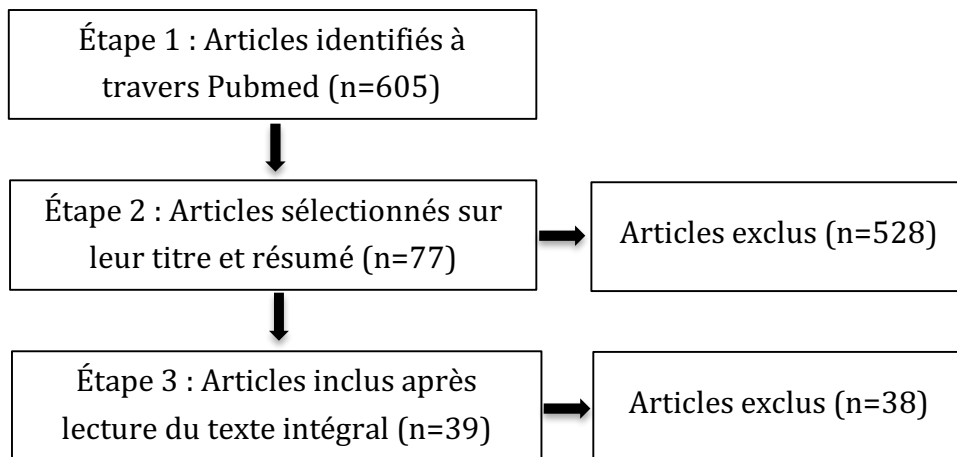 Étape 1 : Articles identifiés à
travers Pubmed (n=605)
Étape 2 : Articles sélectionnés sur
leur titre et résumé (n=77)
Articles exclus (n=528)
Étape 3 : Articles inclus après
lecture du texte intégral (n=39)
Articles exclus (n=38)